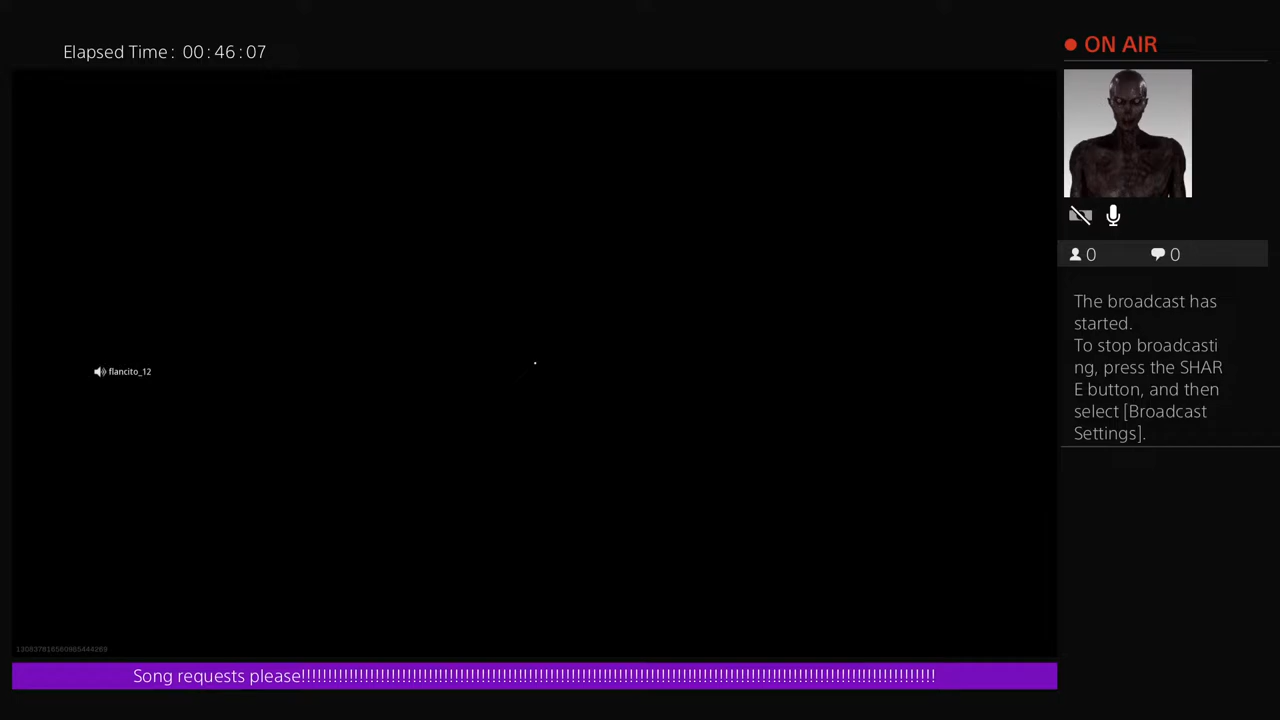 Elapsed Time: 00:46:07
ON AIR
0 0
The broadcast has
started.
To stop broadcasti
ng, press the SHAR
E button, and then
select [Broadcast
Settings].
flancito_12
Song requests please!!!!!!!!!!!!!!!!!!!!!!!!!!!!!!!!!!!!!!!!!!!!!!!!!!!!!!!!!!!!!!!!!!!!!!!!!!!!!!!!!!!!!!!!!!!!!!!!!!!!!!!!!!!!!!!!!!!!!!!!!!!